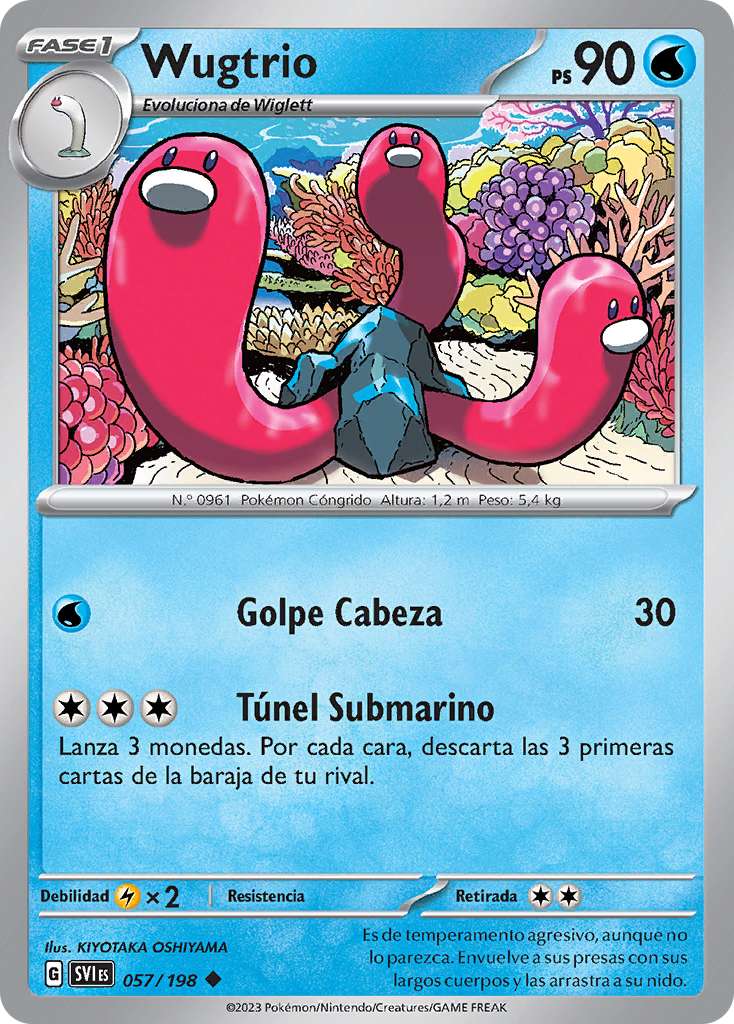 FASE 1
Wugtrio
PS 90
Evoluciona de Wiglett
N.º 0961 Pokémon Cóngrido Altura: 1,2 m Peso: 5,4 kg
Golpe Cabeza 30
Túnel Submarino
Lanza 3 monedas. Por cada cara, descarta las 3 primeras
cartas de la baraja de tu rival.
Debilidad ×2 Resistencia Retirada
Ilus. KIYOTAKA OSHIYAMA
G SVI ES 057/198
Es de temperamento agresivo, aunque no
lo parezca. Envuelve a sus presas con sus
largos cuerpos y las arrastra a su nido.
©2023 Pokémon/Nintendo/Creatures/GAME FREAK